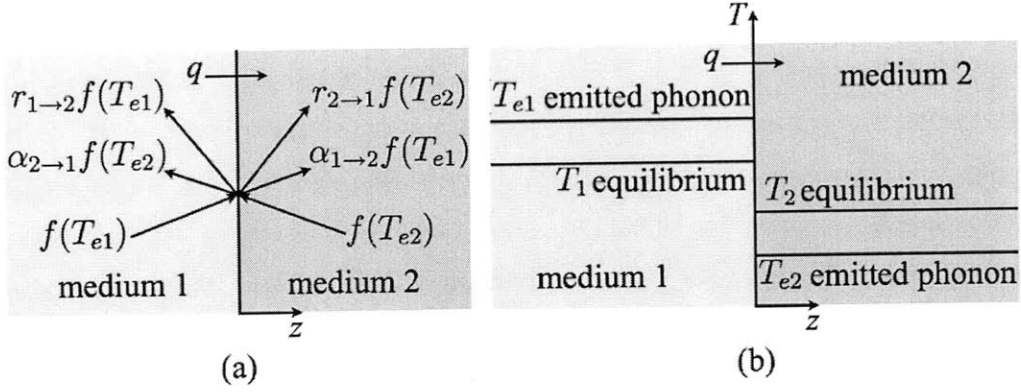 q
r₁→₂f(Tₑ₁)
r₂→₁f(Tₑ₂)
α₂→₁f(Tₑ₂)
α₁→₂f(Tₑ₁)
f(Tₑ₁)
f(Tₑ₂)
medium 1
medium 2
z
(a)
T
q
medium 2
Tₑ₁ emitted phonon
T₁ equilibrium
T₂ equilibrium
medium 1
Tₑ₂ emitted phonon
z
(b)